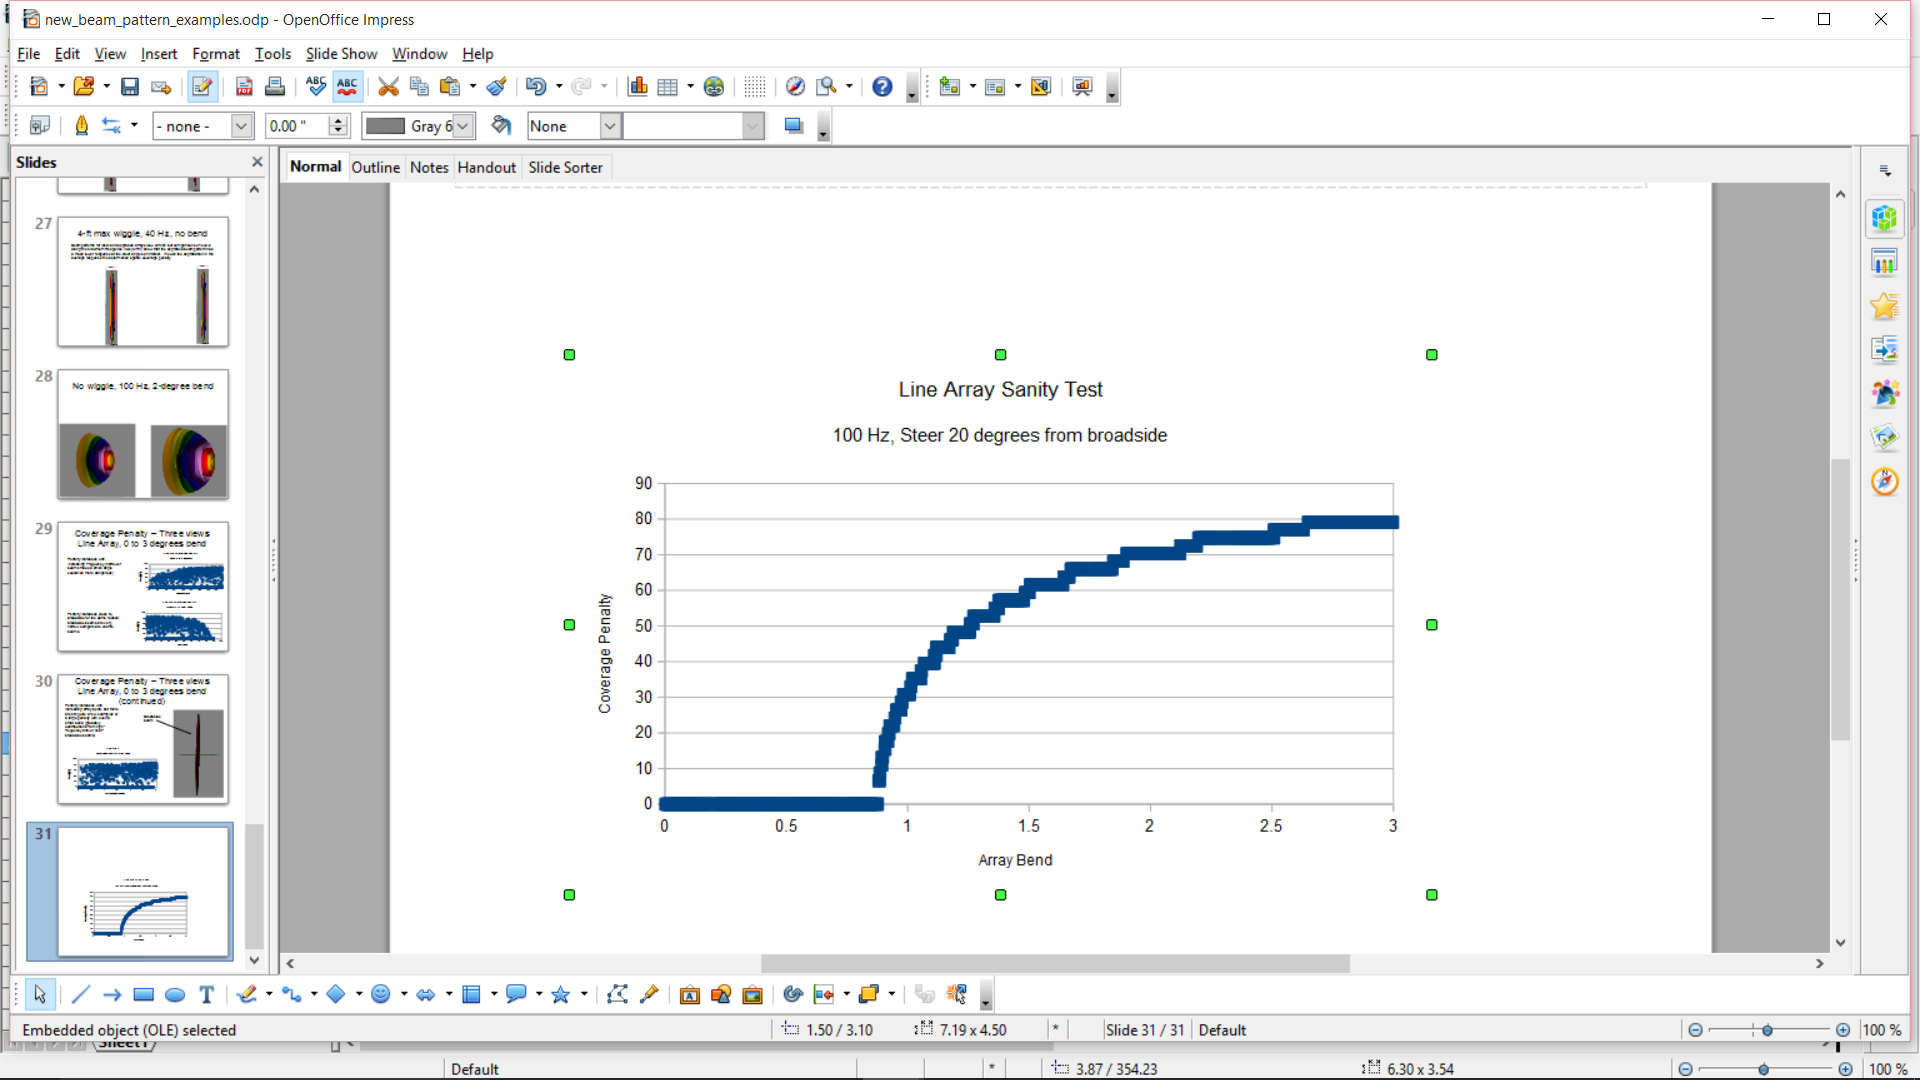 new_beam_pattern_examples.odp - OpenOffice Impress
File Edit View Insert Format Tools Slide Show Window Help
- none - 0.00 " Gray 6 None
Slides
Normal Outline Notes Handout Slide Sorter
27
4-ft max wiggle, 40 Hz, no bend
28
No wiggle, 100 Hz, 2-degree bend
29
Coverage Penalty – Three views
Line Array, 0 to 3 degrees bend
30
Coverage Penalty – Three views
Line Array, 0 to 3 degrees bend
(continued)
31
Line Array Sanity Test
100 Hz, Steer 20 degrees from broadside
90
80
70
60
50
40
30
20
10
0
Coverage Penalty
0 0.5 1 1.5 2 2.5 3
Array Bend
Embedded object (OLE) selected 1.50 / 3.10 7.19 x 4.50 * Slide 31 / 31 Default 100 %
Sheet1
Default * 3.87 / 354.23 6.30 x 3.54 100 %